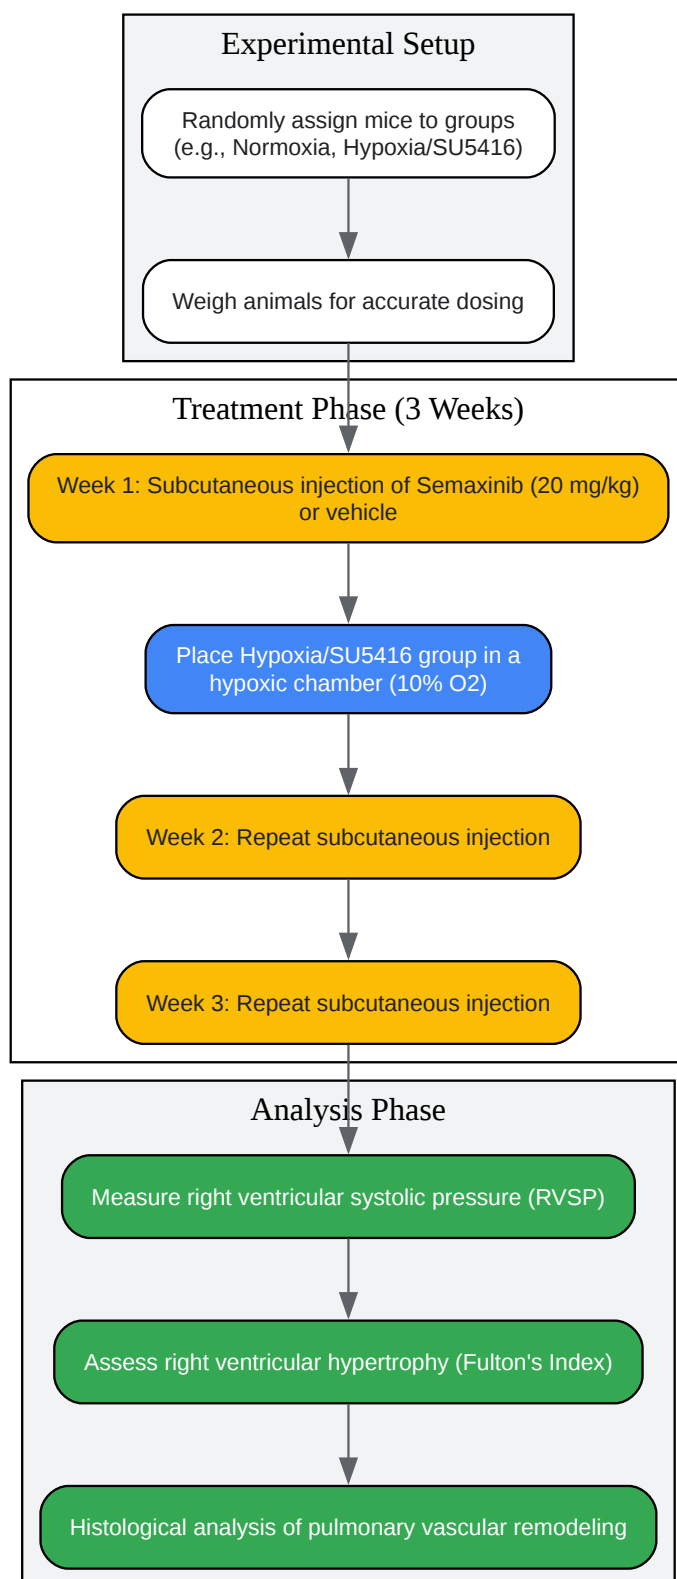 Experimental Setup
Randomly assign mice to groups
(e.g., Normoxia, Hypoxia/SU5416)
Weigh animals for accurate dosing
Treatment Phase (3 Weeks)
Week 1: Subcutaneous injection of Semaxinib (20 mg/kg)
or vehicle
Place Hypoxia/SU5416 group in a
hypoxic chamber (10% O2)
Week 2: Repeat subcutaneous injection
Week 3: Repeat subcutaneous injection
Analysis Phase
Measure right ventricular systolic pressure (RVSP)
Assess right ventricular hypertrophy (Fulton's Index)
Histological analysis of pulmonary vascular remodeling